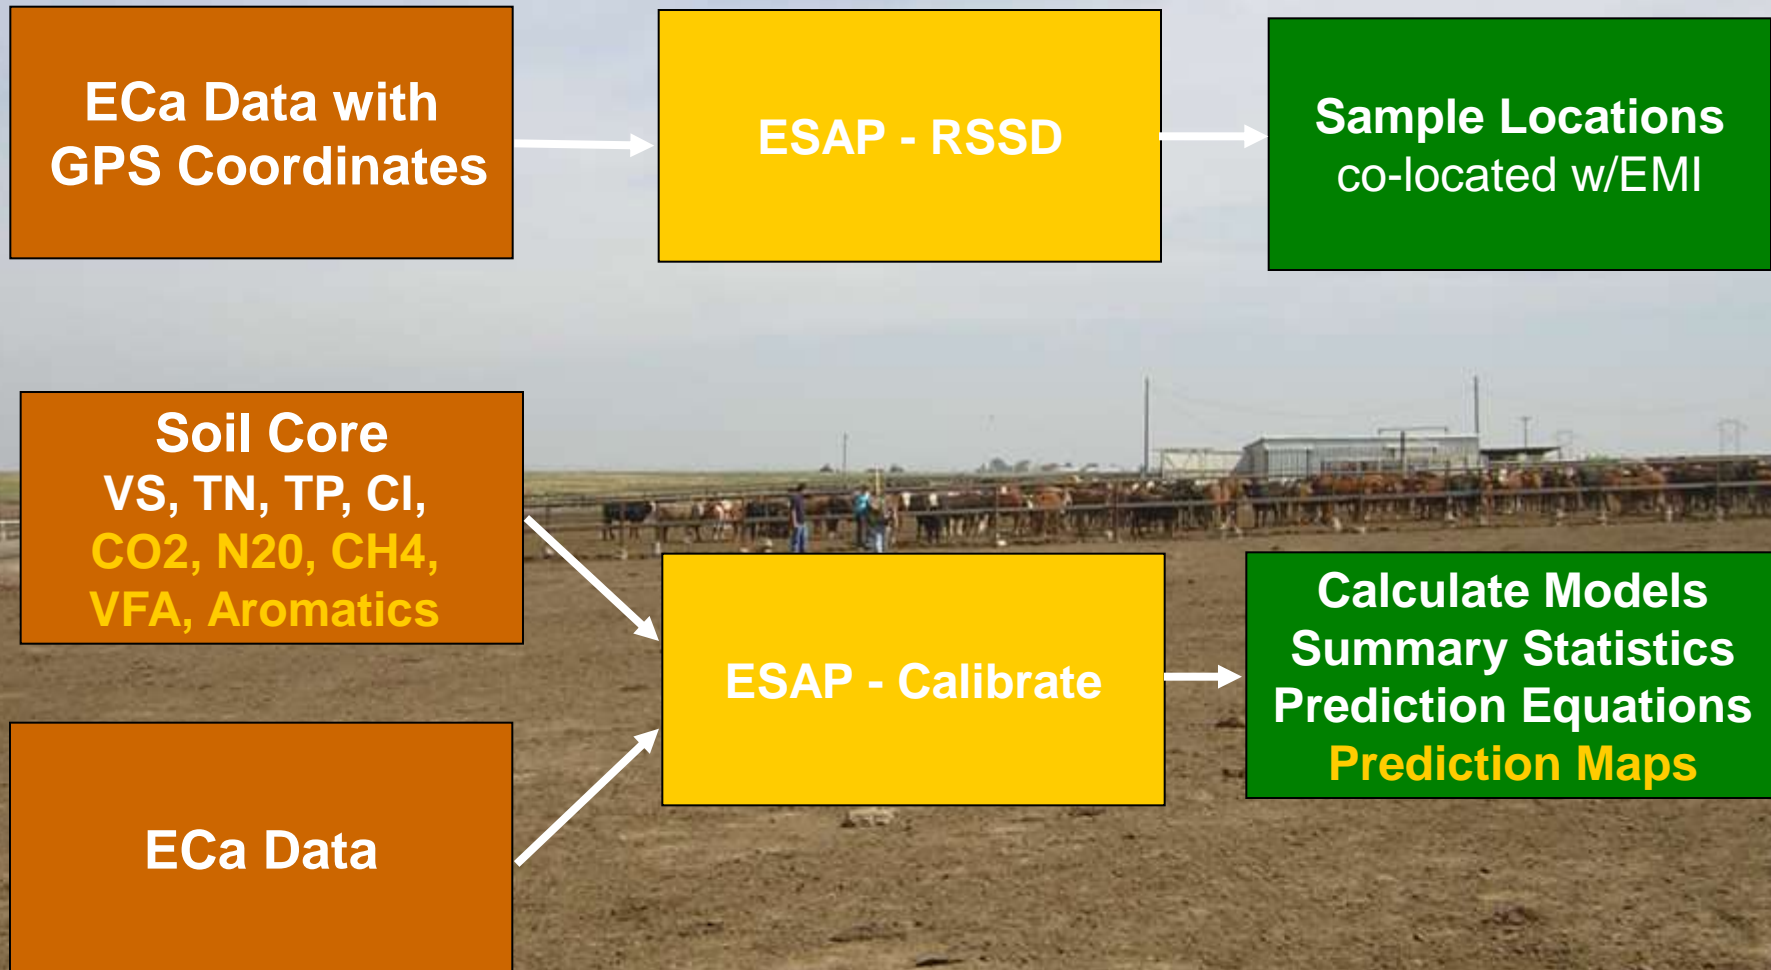 ECa Data with
GPS Coordinates
ESAP - RSSD
Sample Locations
co-located w/EMI
Soil Core
VS, TN, TP, Cl,
CO2, N20, CH4,
VFA, Aromatics
ECa Data
ESAP - Calibrate
Calculate Models
Summary Statistics
Prediction Equations
Prediction Maps